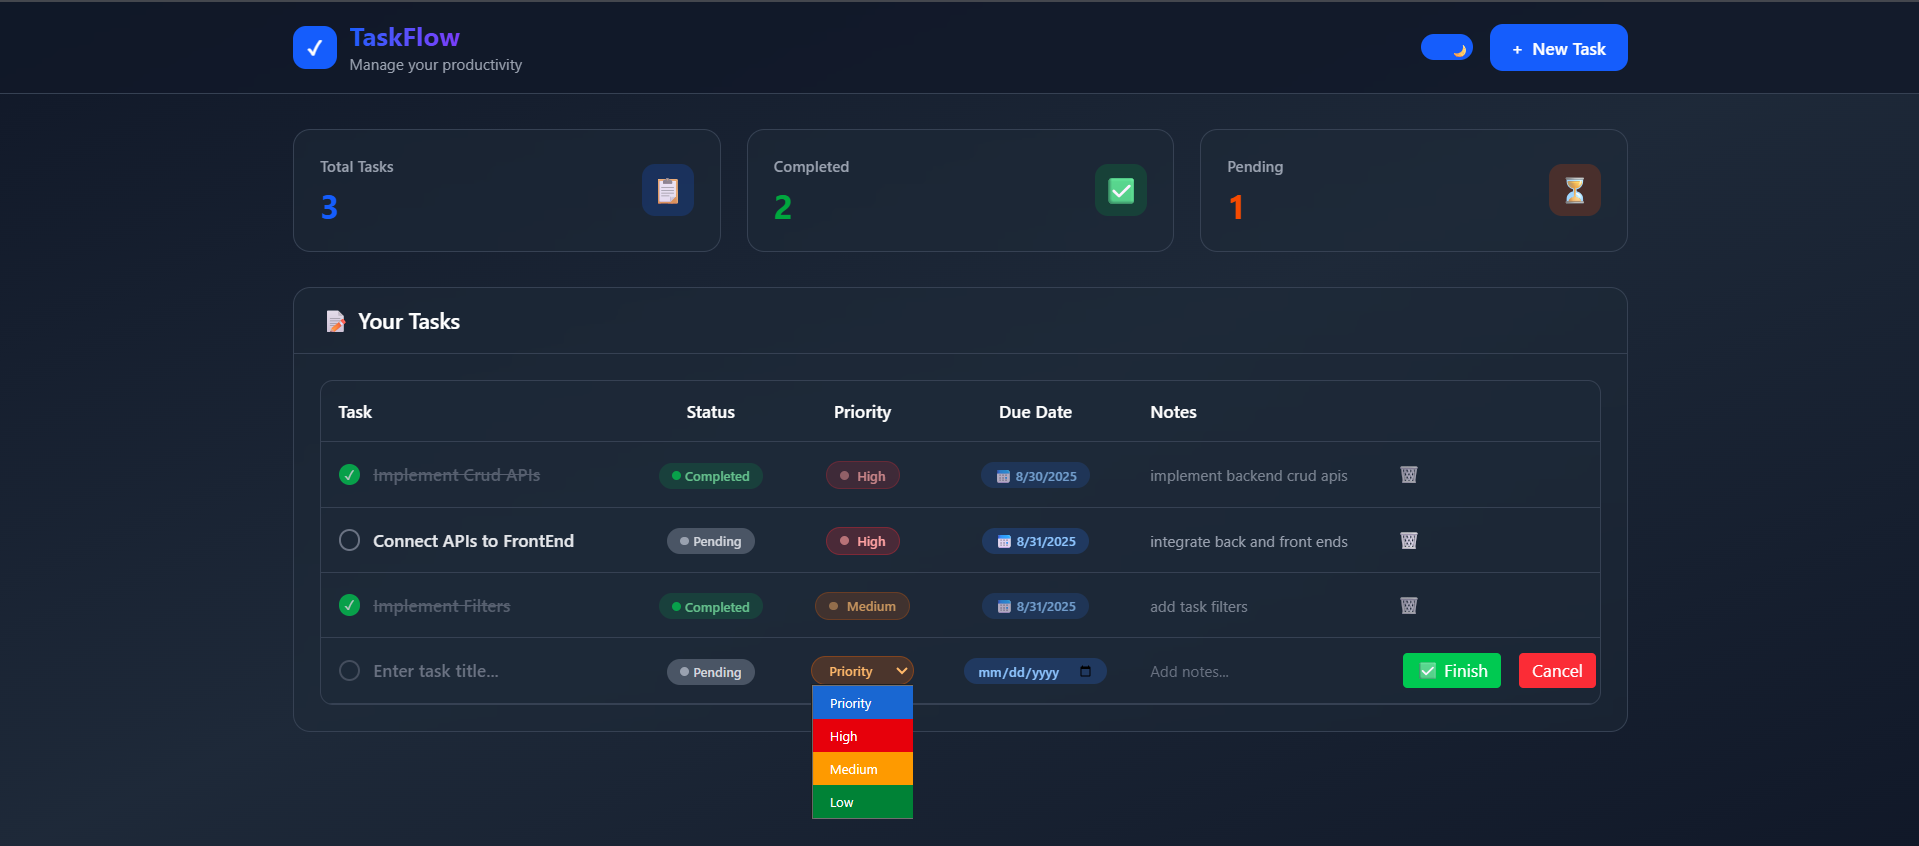 TaskFlow
Manage your productivity
+ New Task
Total Tasks
3
Completed
2
Pending
1
Your Tasks
Task Status Priority Due Date Notes
Implement Crud APIs Completed High 8/30/2025 implement backend crud apis
Connect APIs to FrontEnd Pending High 8/31/2025 integrate back and front ends
Implement Filters Completed Medium 8/31/2025 add task filters
Enter task title... Pending Priority mm/dd/yyyy Add notes... Finish Cancel
Priority
High
Medium
Low